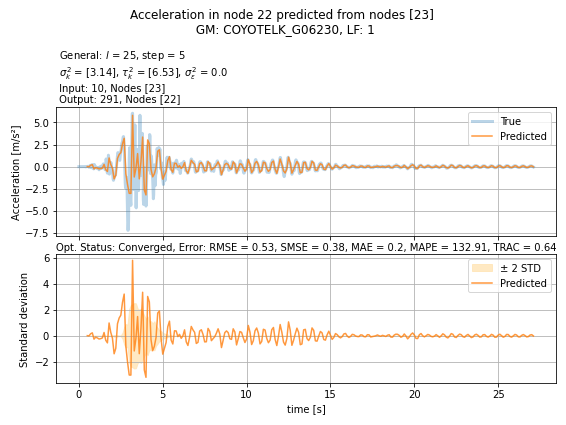 Acceleration in node 22 predicted from nodes [23]
GM: COYOTELK_G06230, LF: 1
General: l = 25, step = 5
σ²ₖ = [3.14], τ²ₖ = [6.53], σ²ε = 0.0
Input: 10, Nodes [23]
Output: 291, Nodes [22]
Acceleration [m/s²]
5.0
2.5
0.0
−2.5
−5.0
−7.5
True
Predicted
Opt. Status: Converged, Error: RMSE = 0.53, SMSE = 0.38, MAE = 0.2, MAPE = 132.91, TRAC = 0.64
Standard deviation
6
4
2
0
−2
± 2 STD
Predicted
0 5 10 15 20 25
time [s]